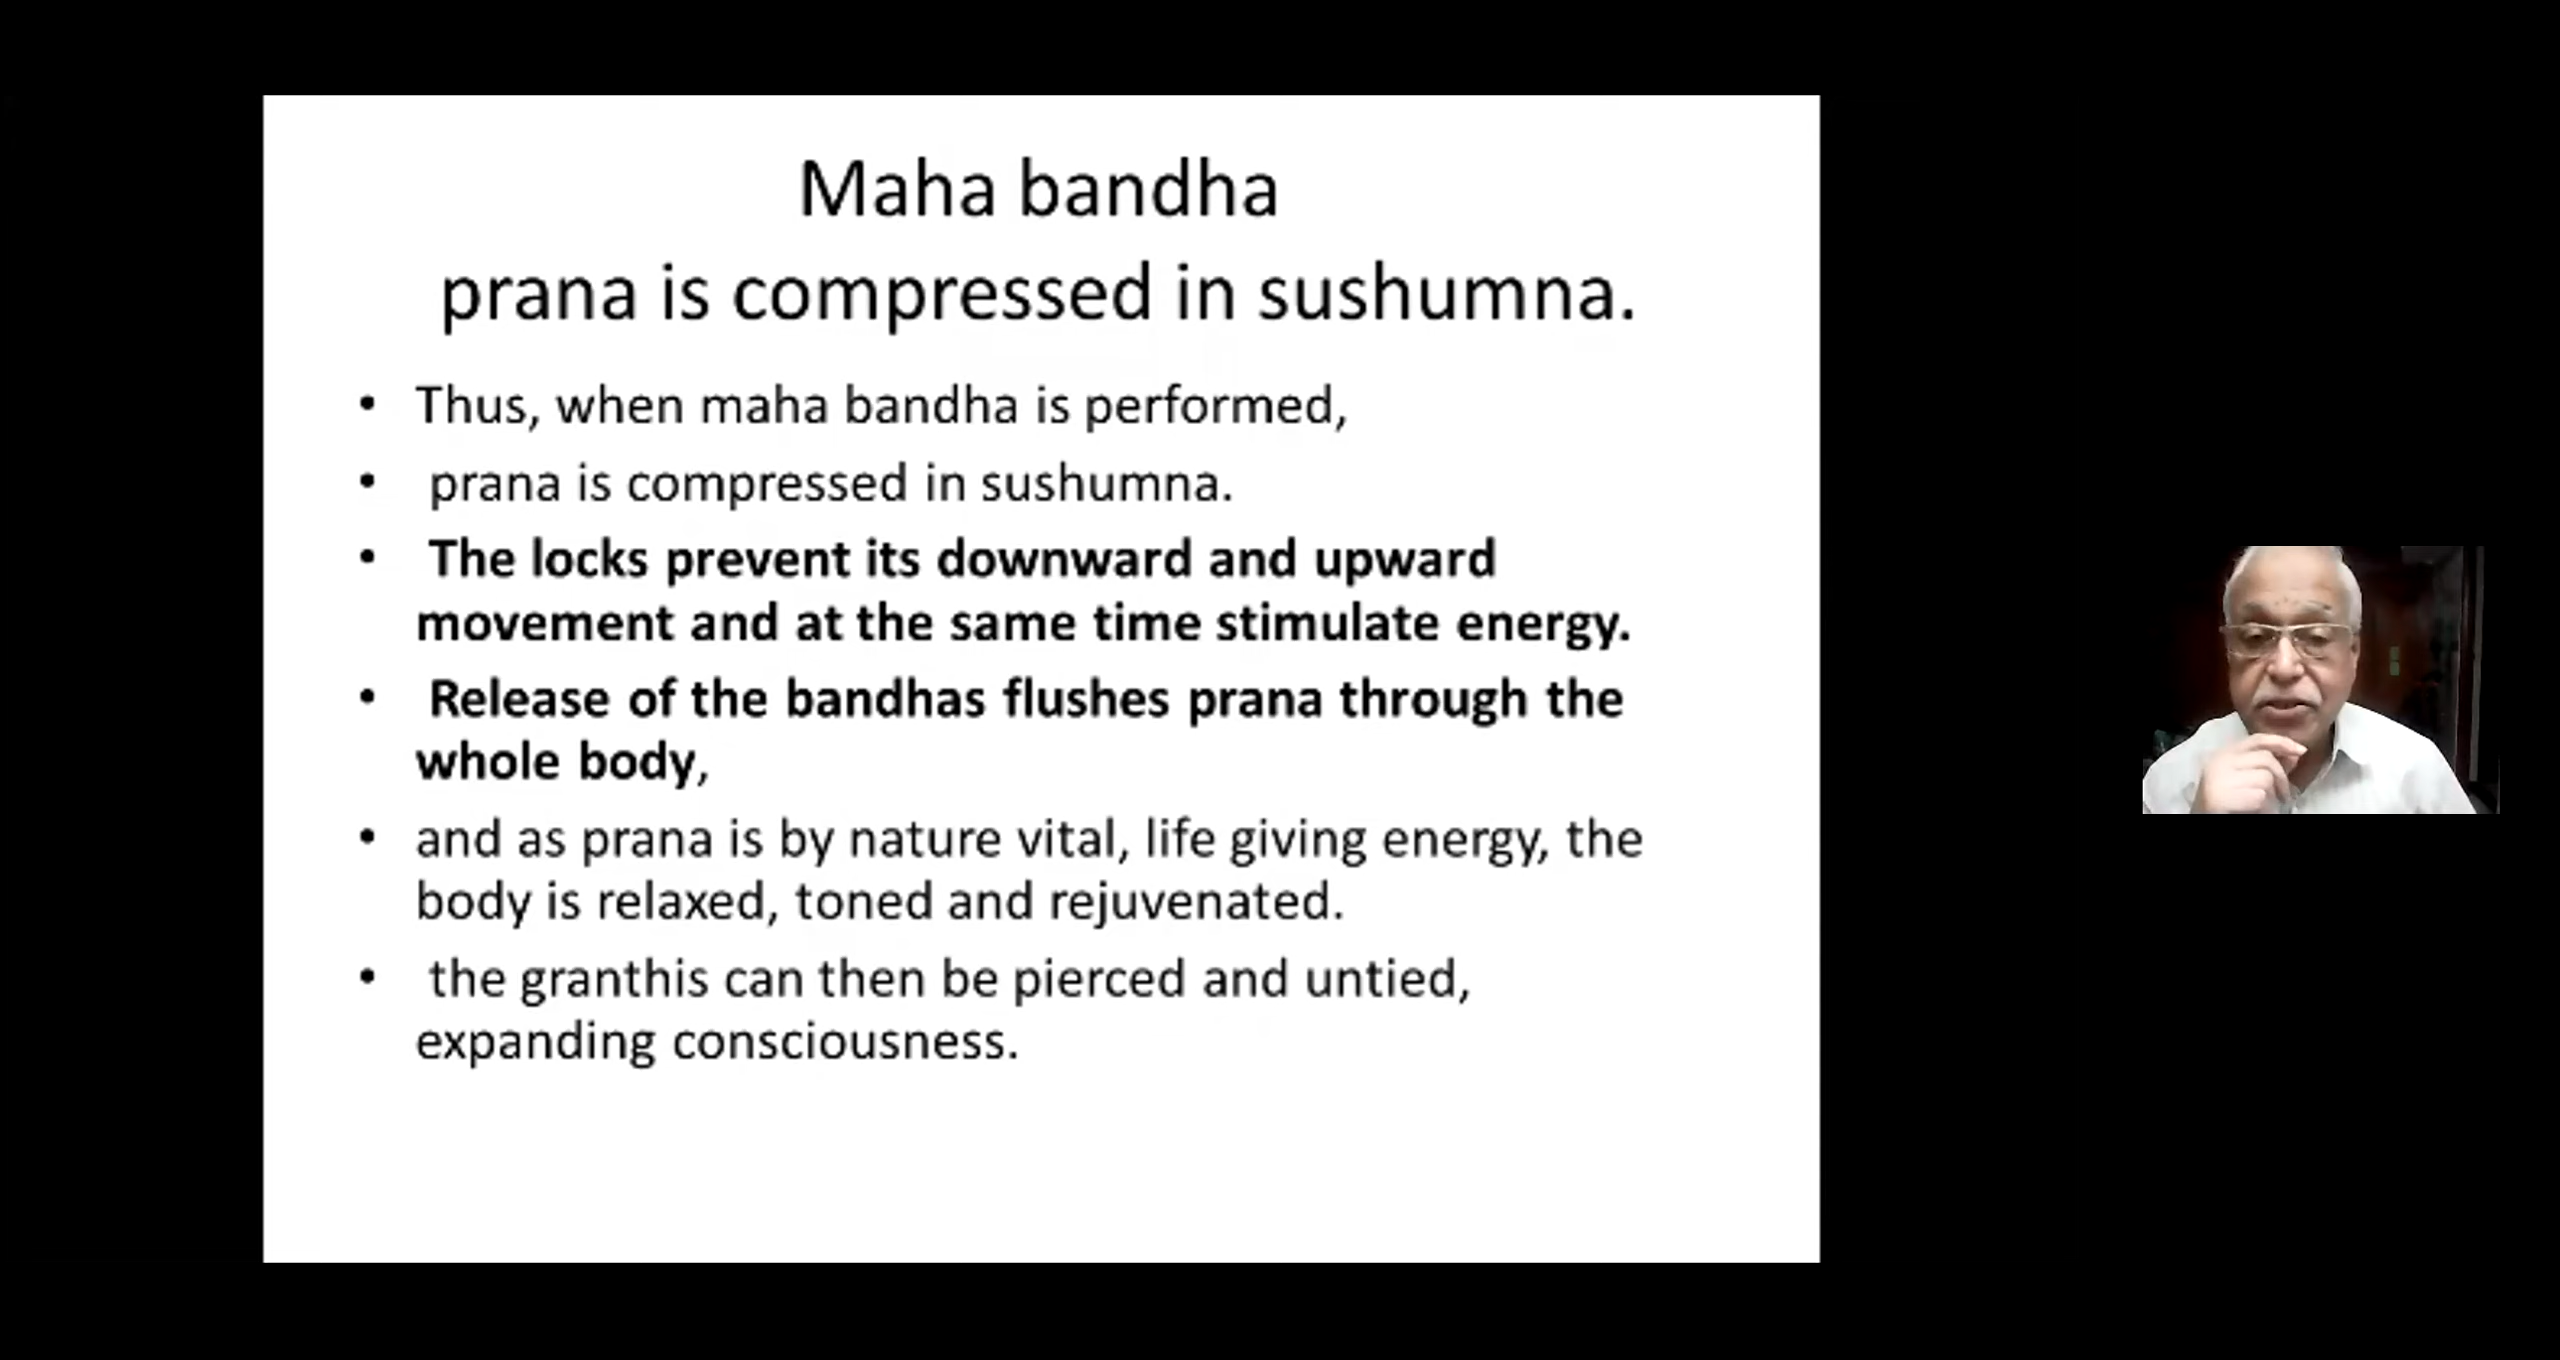 Maha bandha
prana is compressed in sushumna.
• Thus, when maha bandha is performed,
• prana is compressed in sushumna.
• The locks prevent its downward and upward
movement and at the same time stimulate energy.
• Release of the bandhas flushes prana through the
whole body,
• and as prana is by nature vital, life giving energy, the
body is relaxed, toned and rejuvenated.
• the granthis can then be pierced and untied,
expanding consciousness.